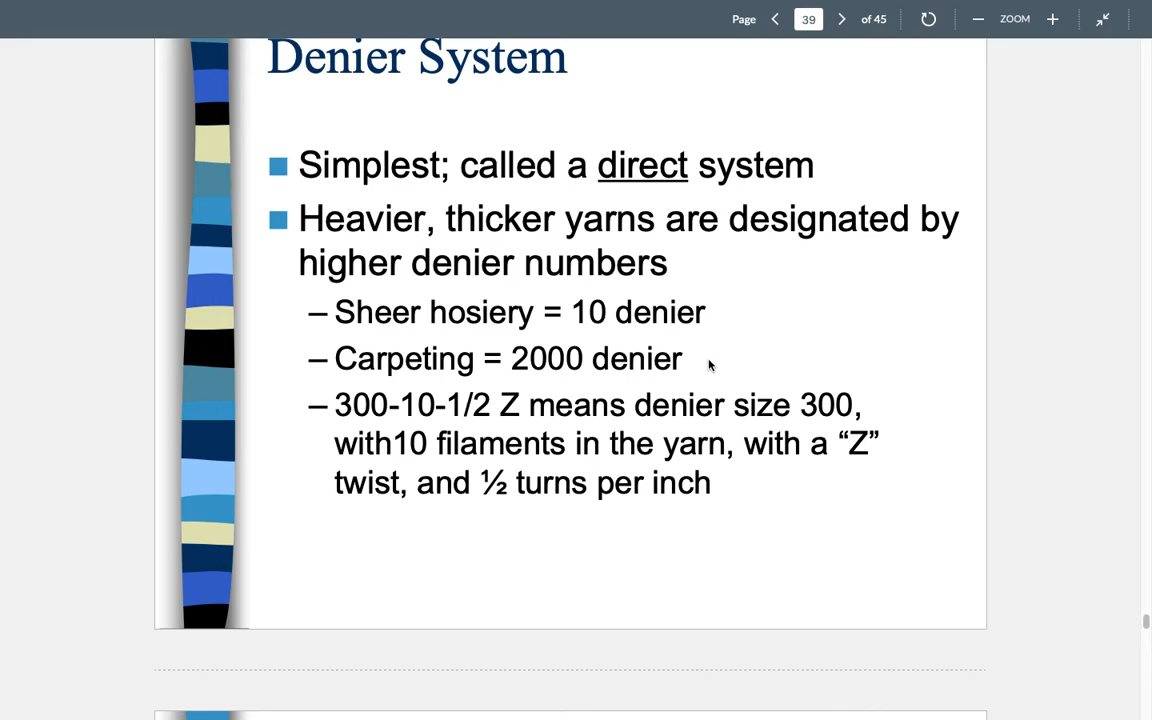 Page 39 of 45 ZOOM
Denier System
Simplest; called a direct system
Heavier, thicker yarns are designated by
higher denier numbers
– Sheer hosiery = 10 denier
– Carpeting = 2000 denier
– 300-10-1/2 Z means denier size 300,
with10 filaments in the yarn, with a “Z”
twist, and ½ turns per inch